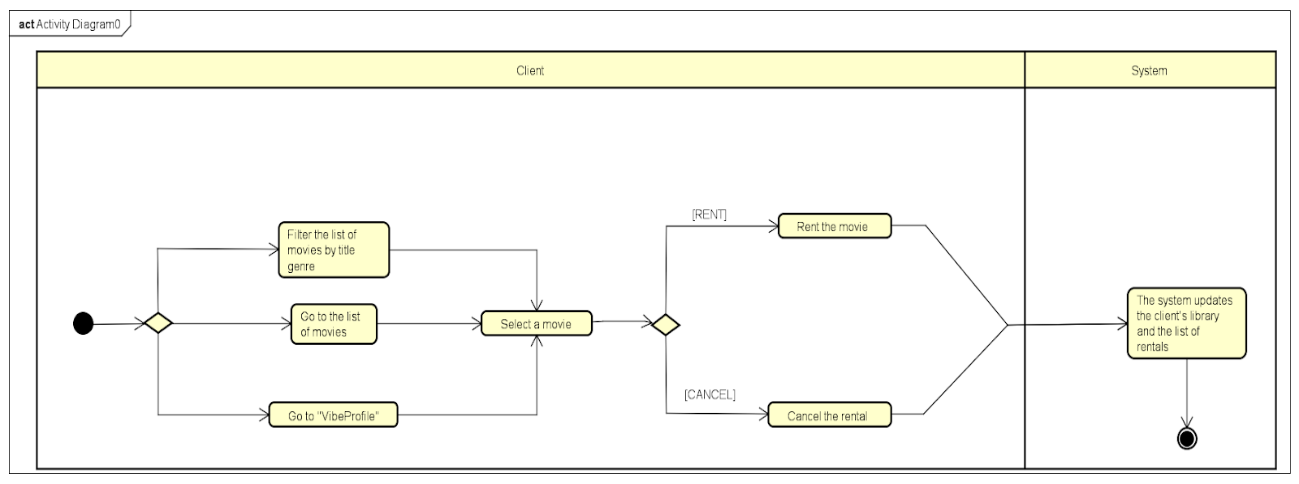 act Activity Diagram0
Client
System
Filter the list of
movies by title
genre
Go to the list
of movies
Go to "VibeProfile"
Select a movie
[RENT]
Rent the movie
[CANCEL]
Cancel the rental
The system updates
the client's library
and the list of
rentals